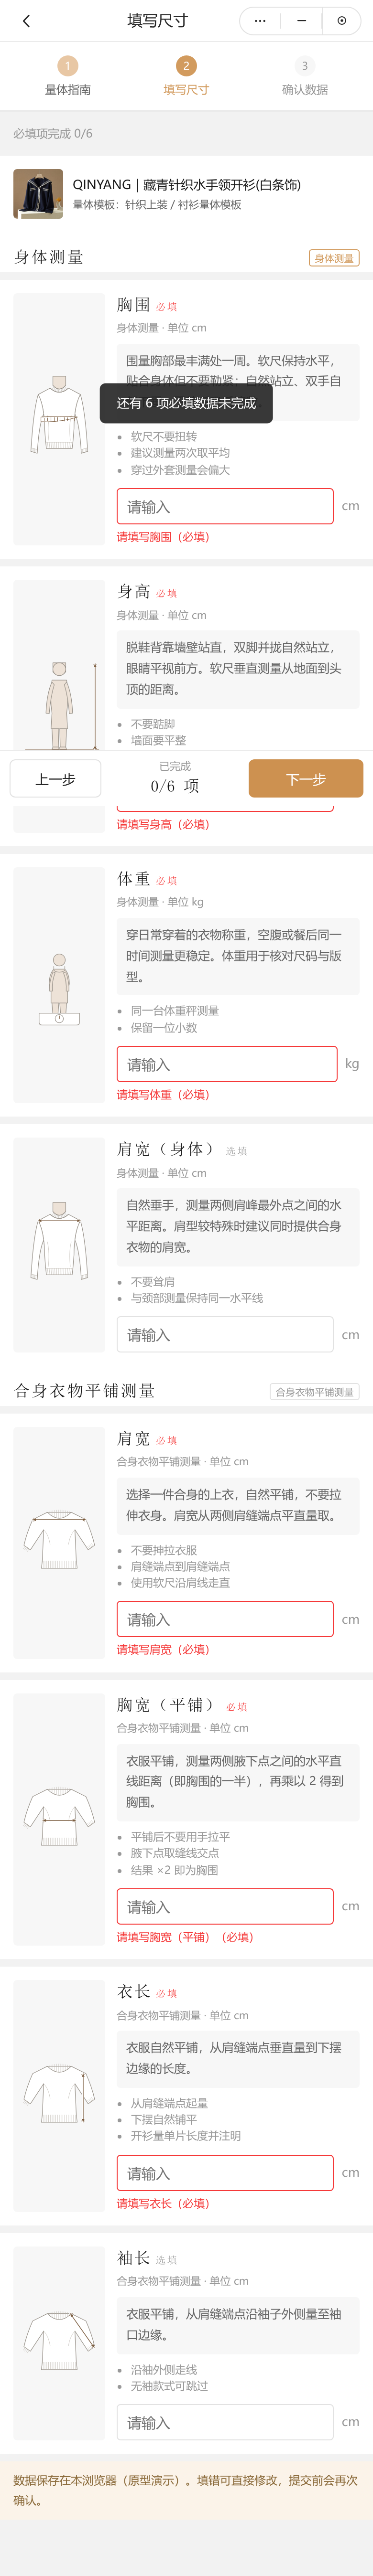 填写尺寸
1
2
3
量体指南
填写尺寸
确认数据
必填项完成 0/6
QINYANG｜藏青针织水手领开衫(白条饰)
量体模板：针织上装 / 衬衫量体模板
身体测量
身体测量
胸围 必填
身体测量 · 单位 cm
围量胸部最丰满处一周。软尺保持水平，
贴合身体但不要勒紧；自然站立、双手自
还有 6 项必填数据未完成
软尺不要扭转
建议测量两次取平均
穿过外套测量会偏大
请输入
cm
请填写胸围（必填）
身高 必填
身体测量 · 单位 cm
脱鞋背靠墙壁站直，双脚并拢自然站立，
眼睛平视前方。软尺垂直测量从地面到头
顶的距离。
不要踮脚
墙面要平整
上一步
已完成
0/6 项
下一步
请填写身高（必填）
体重 必填
身体测量 · 单位 kg
穿日常穿着的衣物称重，空腹或餐后同一
时间测量更稳定。体重用于核对尺码与版
型。
同一台体重秤测量
保留一位小数
请输入
kg
请填写体重（必填）
肩宽（身体） 选填
身体测量 · 单位 cm
自然垂手，测量两侧肩峰最外点之间的水
平距离。肩型较特殊时建议同时提供合身
衣物的肩宽。
不要耸肩
与颈部测量保持同一水平线
请输入
cm
合身衣物平铺测量
合身衣物平铺测量
肩宽 必填
合身衣物平铺测量 · 单位 cm
选择一件合身的上衣，自然平铺，不要拉
伸衣身。肩宽从两侧肩缝端点平直量取。
不要抻拉衣服
肩缝端点到肩缝端点
使用软尺沿肩线走直
请输入
cm
请填写肩宽（必填）
胸宽（平铺） 必填
合身衣物平铺测量 · 单位 cm
衣服平铺，测量两侧腋下点之间的水平直
线距离（即胸围的一半），再乘以 2 得到
胸围。
平铺后不要用手拉平
腋下点取缝线交点
结果 ×2 即为胸围
请输入
cm
请填写胸宽（平铺）（必填）
衣长 必填
合身衣物平铺测量 · 单位 cm
衣服自然平铺，从肩缝端点垂直量到下摆
边缘的长度。
从肩缝端点起量
下摆自然铺平
开衫量单片长度并注明
请输入
cm
请填写衣长（必填）
袖长 选填
合身衣物平铺测量 · 单位 cm
衣服平铺，从肩缝端点沿袖子外侧量至袖
口边缘。
沿袖外侧走线
无袖款式可跳过
请输入
cm
数据保存在本浏览器（原型演示）。填错可直接修改，提交前会再次
确认。